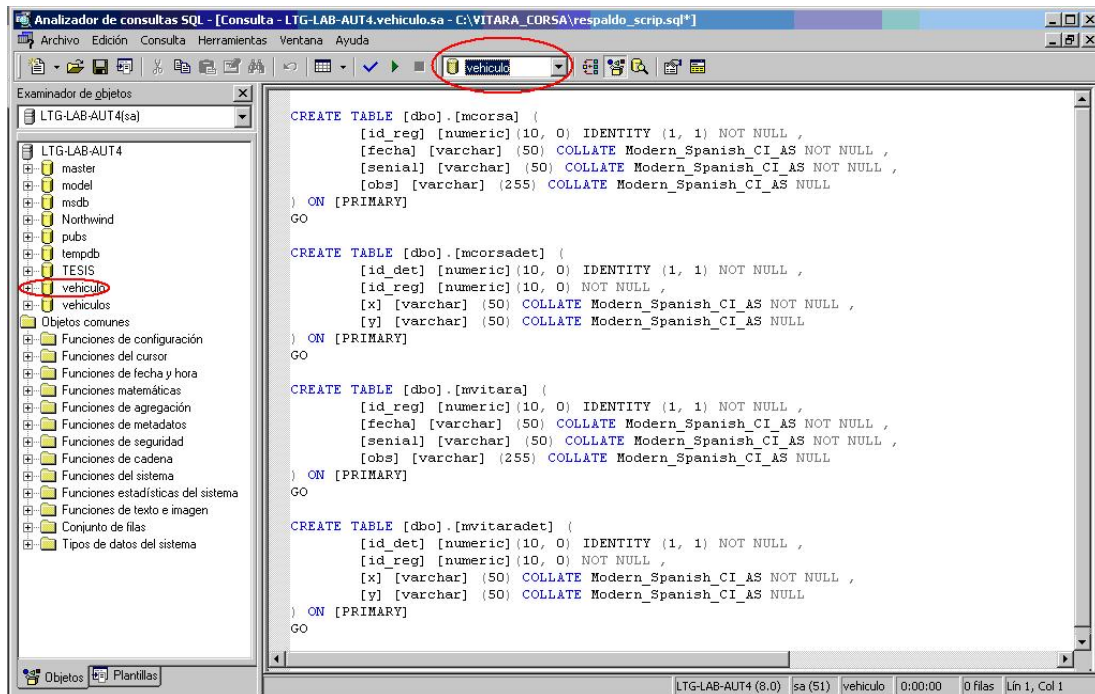 Analizador de consultas SQL - [Consulta - LTG-LAB-AUT4.vehiculo.sa - C:\VITARA_CORSA\respaldo_scrip.sql*]
Archivo Edición Consulta Herramientas Ventana Ayuda
vehiculo
Examinador de objetos
LTG-LAB-AUT4(sa)
LTG-LAB-AUT4
master
model
msdb
Northwind
pubs
tempdb
TESIS
vehiculo
vehiculos
Objetos comunes
Funciones de configuración
Funciones del cursor
Funciones de fecha y hora
Funciones matemáticas
Funciones de agregación
Funciones de metadatos
Funciones de seguridad
Funciones de cadena
Funciones del sistema
Funciones estadísticas del sistema
Funciones de texto e imagen
Conjunto de filas
Tipos de datos del sistema
Objetos Plantillas
CREATE TABLE [dbo].[mcorsa] (
[id_reg] [numeric](10, 0) IDENTITY (1, 1) NOT NULL ,
[fecha] [varchar] (50) COLLATE Modern_Spanish_CI_AS NOT NULL ,
[senial] [varchar] (50) COLLATE Modern_Spanish_CI_AS NOT NULL ,
[obs] [varchar] (255) COLLATE Modern_Spanish_CI_AS NULL
) ON [PRIMARY]
GO
CREATE TABLE [dbo].[mcorsadet] (
[id_det] [numeric](10, 0) IDENTITY (1, 1) NOT NULL ,
[id_reg] [numeric](10, 0) NOT NULL ,
[x] [varchar] (50) COLLATE Modern_Spanish_CI_AS NOT NULL ,
[y] [varchar] (50) COLLATE Modern_Spanish_CI_AS NULL
) ON [PRIMARY]
GO
CREATE TABLE [dbo].[mvitara] (
[id_reg] [numeric](10, 0) IDENTITY (1, 1) NOT NULL ,
[fecha] [varchar] (50) COLLATE Modern_Spanish_CI_AS NOT NULL ,
[senial] [varchar] (50) COLLATE Modern_Spanish_CI_AS NOT NULL ,
[obs] [varchar] (255) COLLATE Modern_Spanish_CI_AS NULL
) ON [PRIMARY]
GO
CREATE TABLE [dbo].[mvitaradet] (
[id_det] [numeric](10, 0) IDENTITY (1, 1) NOT NULL ,
[id_reg] [numeric](10, 0) NOT NULL ,
[x] [varchar] (50) COLLATE Modern_Spanish_CI_AS NOT NULL ,
[y] [varchar] (50) COLLATE Modern_Spanish_CI_AS NULL
) ON [PRIMARY]
GO
LTG-LAB-AUT4 (8.0) sa (51) vehiculo 0:00:00 0 filas Lín 1, Col 1